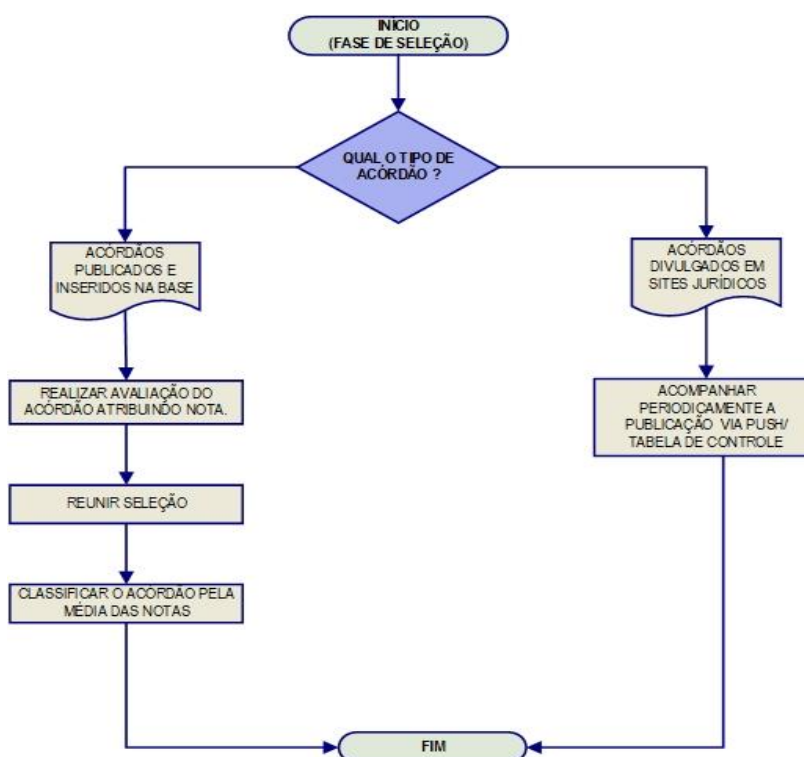 INÍCIO
(FASE DE SELEÇÃO)
QUAL O TIPO DE
ACÓRDÃO ?
ACÓRDÃOS
PUBLICADOS E
INSERIDOS NA BASE
ACÓRDÃOS
DIVULGADOS EM
SITES JURÍDICOS
REALIZAR AVALIAÇÃO DO
ACÓRDÃO ATRIBUINDO NOTA.
ACOMPANHAR
PERIODICAMENTE A
PUBLICAÇÃO VIA PUSH/
TABELA DE CONTROLE
REUNIR SELEÇÃO
CLASSIFICAR O ACÓRDÃO PELA
MÉDIA DAS NOTAS
FIM